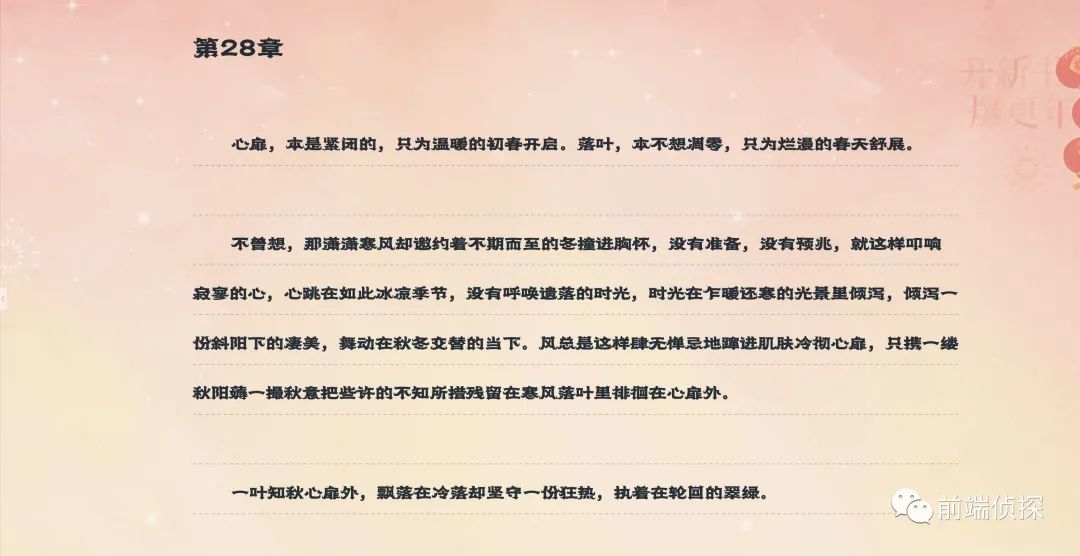 第28章
心扉，本是紧闭的，只为温暖的初春开启。落叶，本不想凋零，只为烂漫的春天舒展。
不曾想，那潇潇寒风却邀约着不期而至的冬撞进胸怀，没有准备，没有预兆，就这样叩响
寂寥的心，心跳在如此冰凉季节，没有呼唤遗落的时光，时光在乍暖还寒的光景里倾泻，倾泻一
份斜阳下的凄美，舞动在秋冬交替的当下。风总是这样肆无惮忌地蹿进肌肤冷彻心扉，只携一缕
秋阳薅一撮秋意把些许的不知所措残留在寒风落叶里徘徊在心扉外。
一叶知秋心扉外，飘落在冷落却坚守一份狂热，执着在轮回的翠绿。
开新卡
爆更年
前端侦探